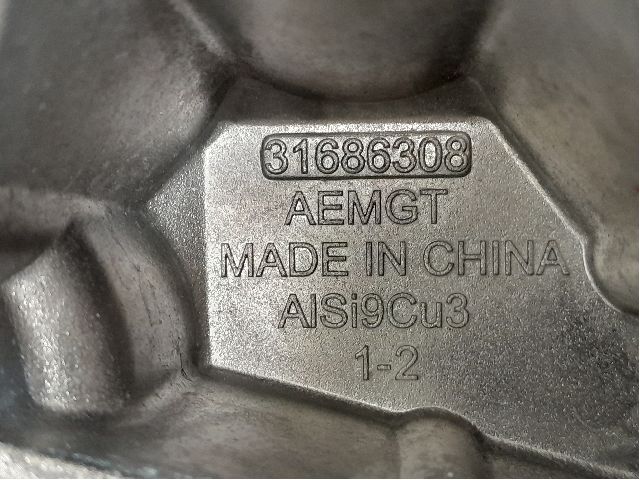 31686308
AEMGT
MADE IN CHINA
AlSi9Cu3
1-2